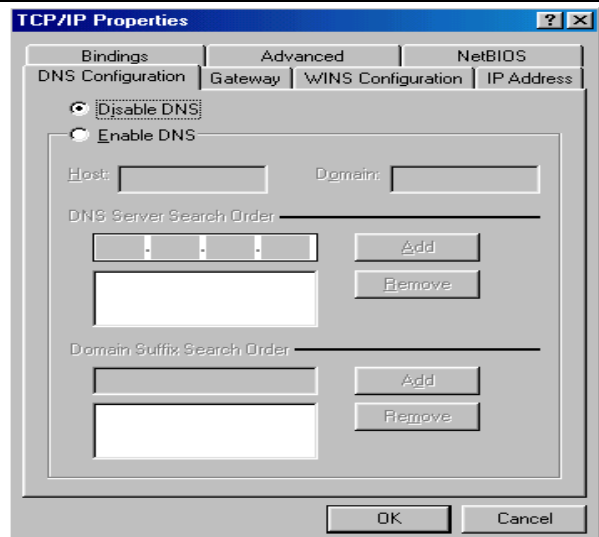 TCP/IP Properties
Bindings Advanced NetBIOS
DNS Configuration Gateway WINS Configuration IP Address
Disable DNS
Enable DNS
Host: Domain:
DNS Server Search Order
Add
Remove
Domain Suffix Search Order
Add
Remove
OK Cancel